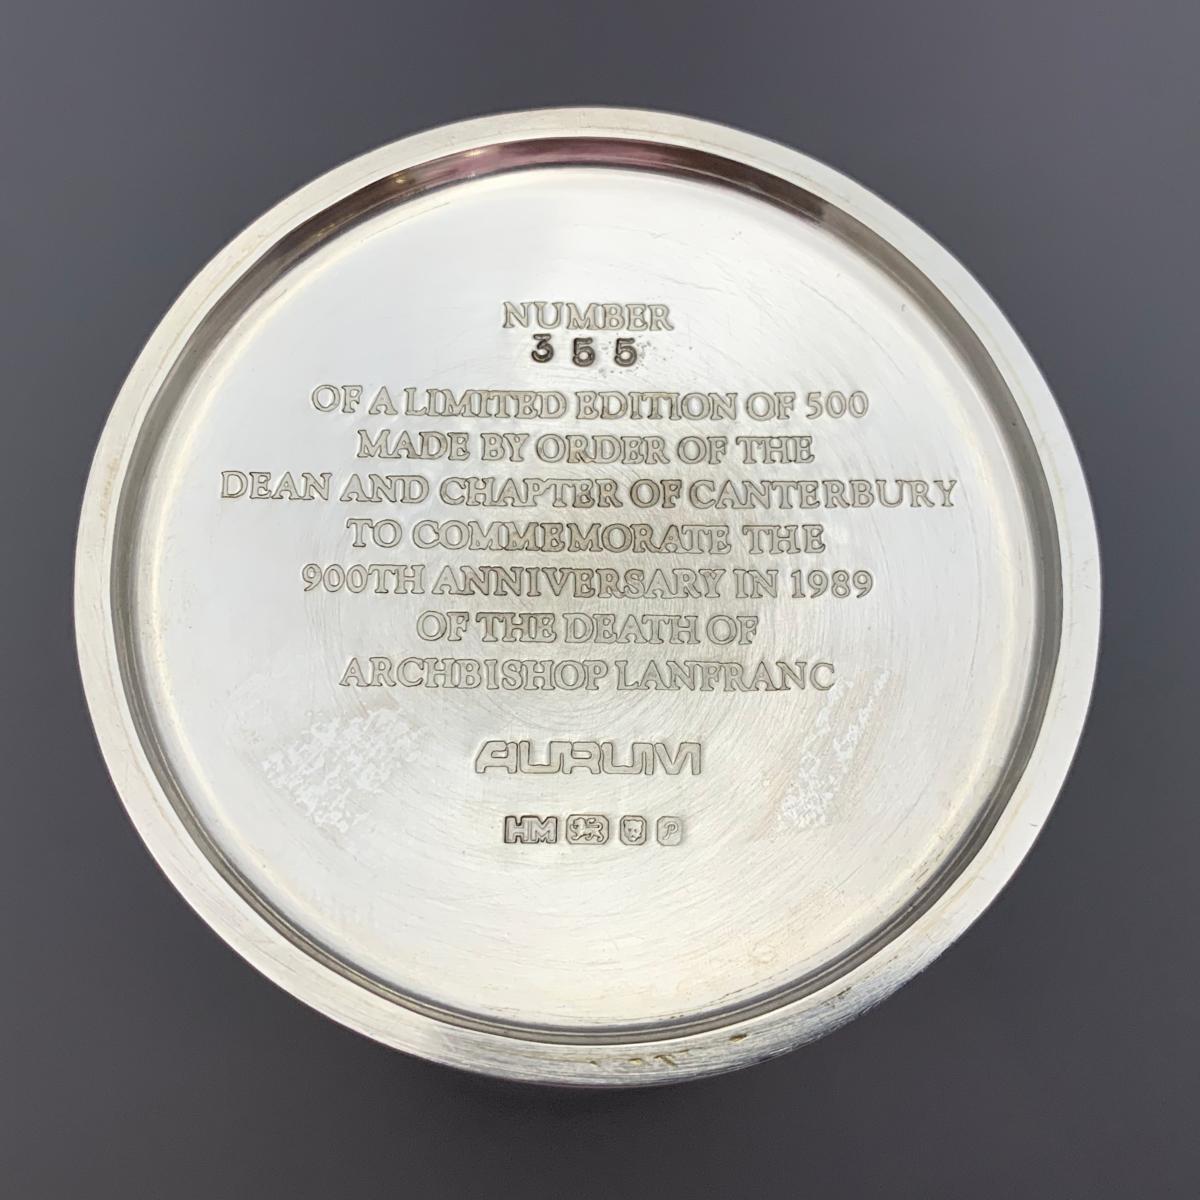 NUMBER
355
OF A LIMITED EDITION OF 500
MADE BY ORDER OF THE
DEAN AND CHAPTER OF CANTERBURY
TO COMMEMORATE THE
900TH ANNIVERSARY IN 1989
OF THE DEATH OF
ARCHBISHOP LANFRANC
AURUM
HM P